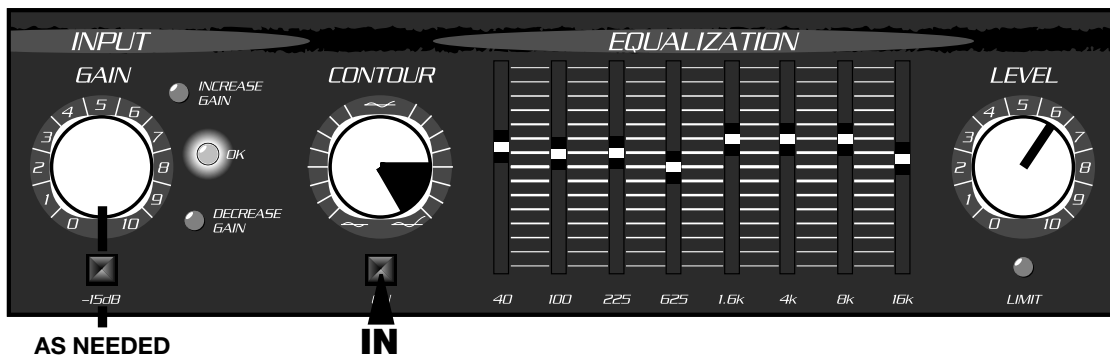 INPUT
EQUALIZATION
GAIN
CONTOUR
LEVEL
INCREASE
GAIN
OK
DECREASE
GAIN
0 1 2 3 4 5 6 7 8 9 10
0 1 2 3 4 5 6 7 8 9 10
-15dB
40 100 225 625 1.6k 4k 8k 16k
LIMIT
AS NEEDED
IN